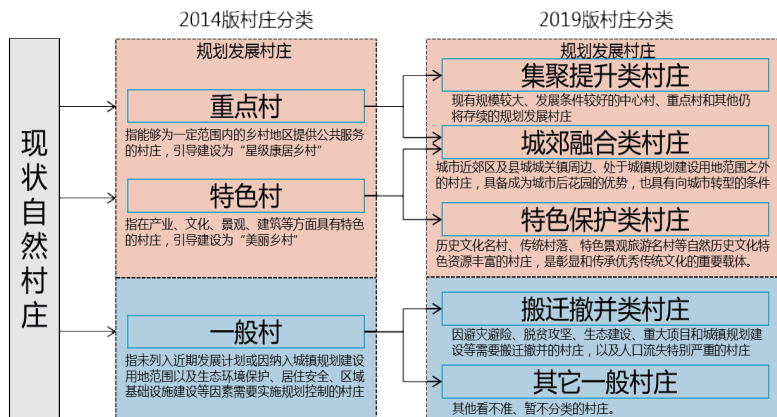 2014版村庄分类
2019版村庄分类
现状自然村庄
规划发展村庄
重点村
指能够为一定范围内的乡村地区提供公共服务
的村庄，引导建设为“星级康居乡村”
特色村
指在产业、文化、景观、建筑等方面具有特色
的村庄，引导建设为“美丽乡村”
一般村
指未列入近期发展计划或因纳入城镇规划建设
用地范围以及生态环境保护、居住安全、区域
基础设施建设等因素需要实施规划控制的村庄
规划发展村庄
集聚提升类村庄
现有规模较大、发展条件较好的中心村、重点村和其他仍
将存续的规划发展村庄
城郊融合类村庄
城市近郊区及县城城关镇周边、处于城镇规划建设用地范围之外
的村庄，具备成为城市后花园的优势，也具有向城市转型的条件
特色保护类村庄
历史文化名村、传统村落、特色景观旅游名村等自然历史文化特
色资源丰富的村庄，是彰显和传承优秀传统文化的重要载体。
搬迁撤并类村庄
因避灾避险、脱贫攻坚、生态建设、重大项目和城镇规划建
设等需要搬迁撤并的村庄，以及人口流失特别严重的村庄
其它一般村庄
其他看不准、暂不分类的村庄。